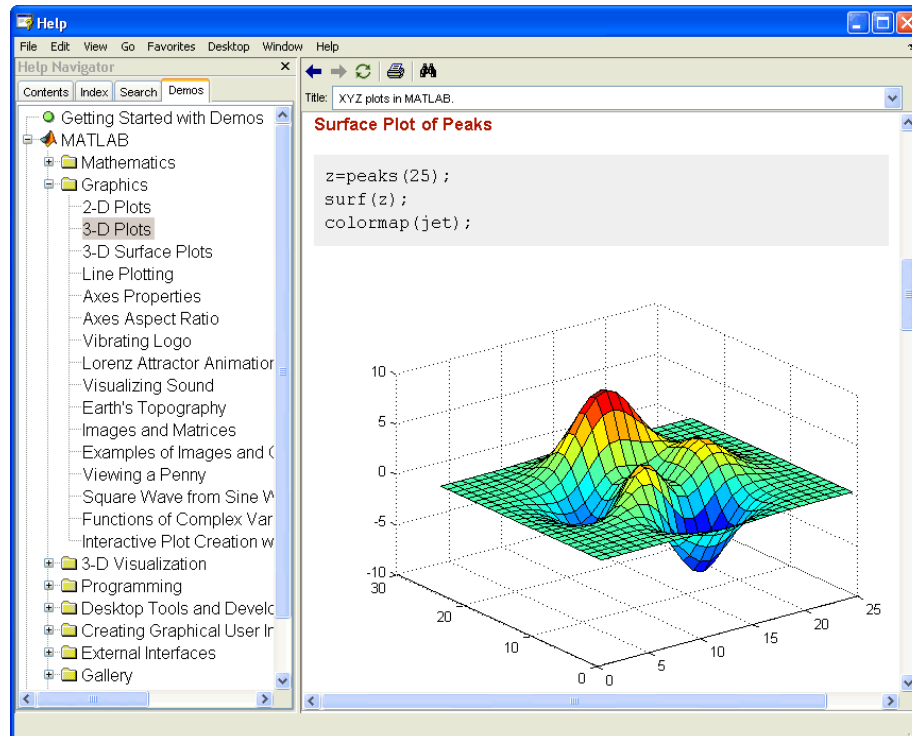 Help
File Edit View Go Favorites Desktop Window Help
Help Navigator
Contents Index Search Demos
Getting Started with Demos
MATLAB
Mathematics
Graphics
2-D Plots
3-D Plots
3-D Surface Plots
Line Plotting
Axes Properties
Axes Aspect Ratio
Vibrating Logo
Lorenz Attractor Animation
Visualizing Sound
Earth's Topography
Images and Matrices
Examples of Images and
Viewing a Penny
Square Wave from Sine
Functions of Complex Var
Interactive Plot Creation w
3-D Visualization
Programming
Desktop Tools and Develo
Creating Graphical User In
External Interfaces
Gallery
Title: XYZ plots in MATLAB.
Surface Plot of Peaks
z=peaks(25);
surf(z);
colormap(jet);
10
5
0
-5
-10
30
20
10
0
0
5
10
15
20
25